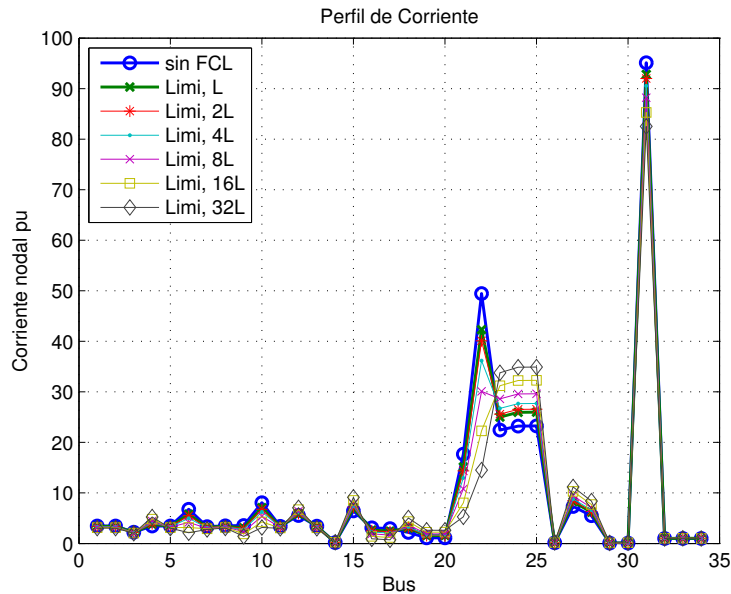 Perfil de Corriente
100
90
80
70
60
50
40
30
20
10
0
Corriente nodal pu
sin FCL
Limi, L
Limi, 2L
Limi, 4L
Limi, 8L
Limi, 16L
Limi, 32L
0 5 10 15 20 25 30 35
Bus